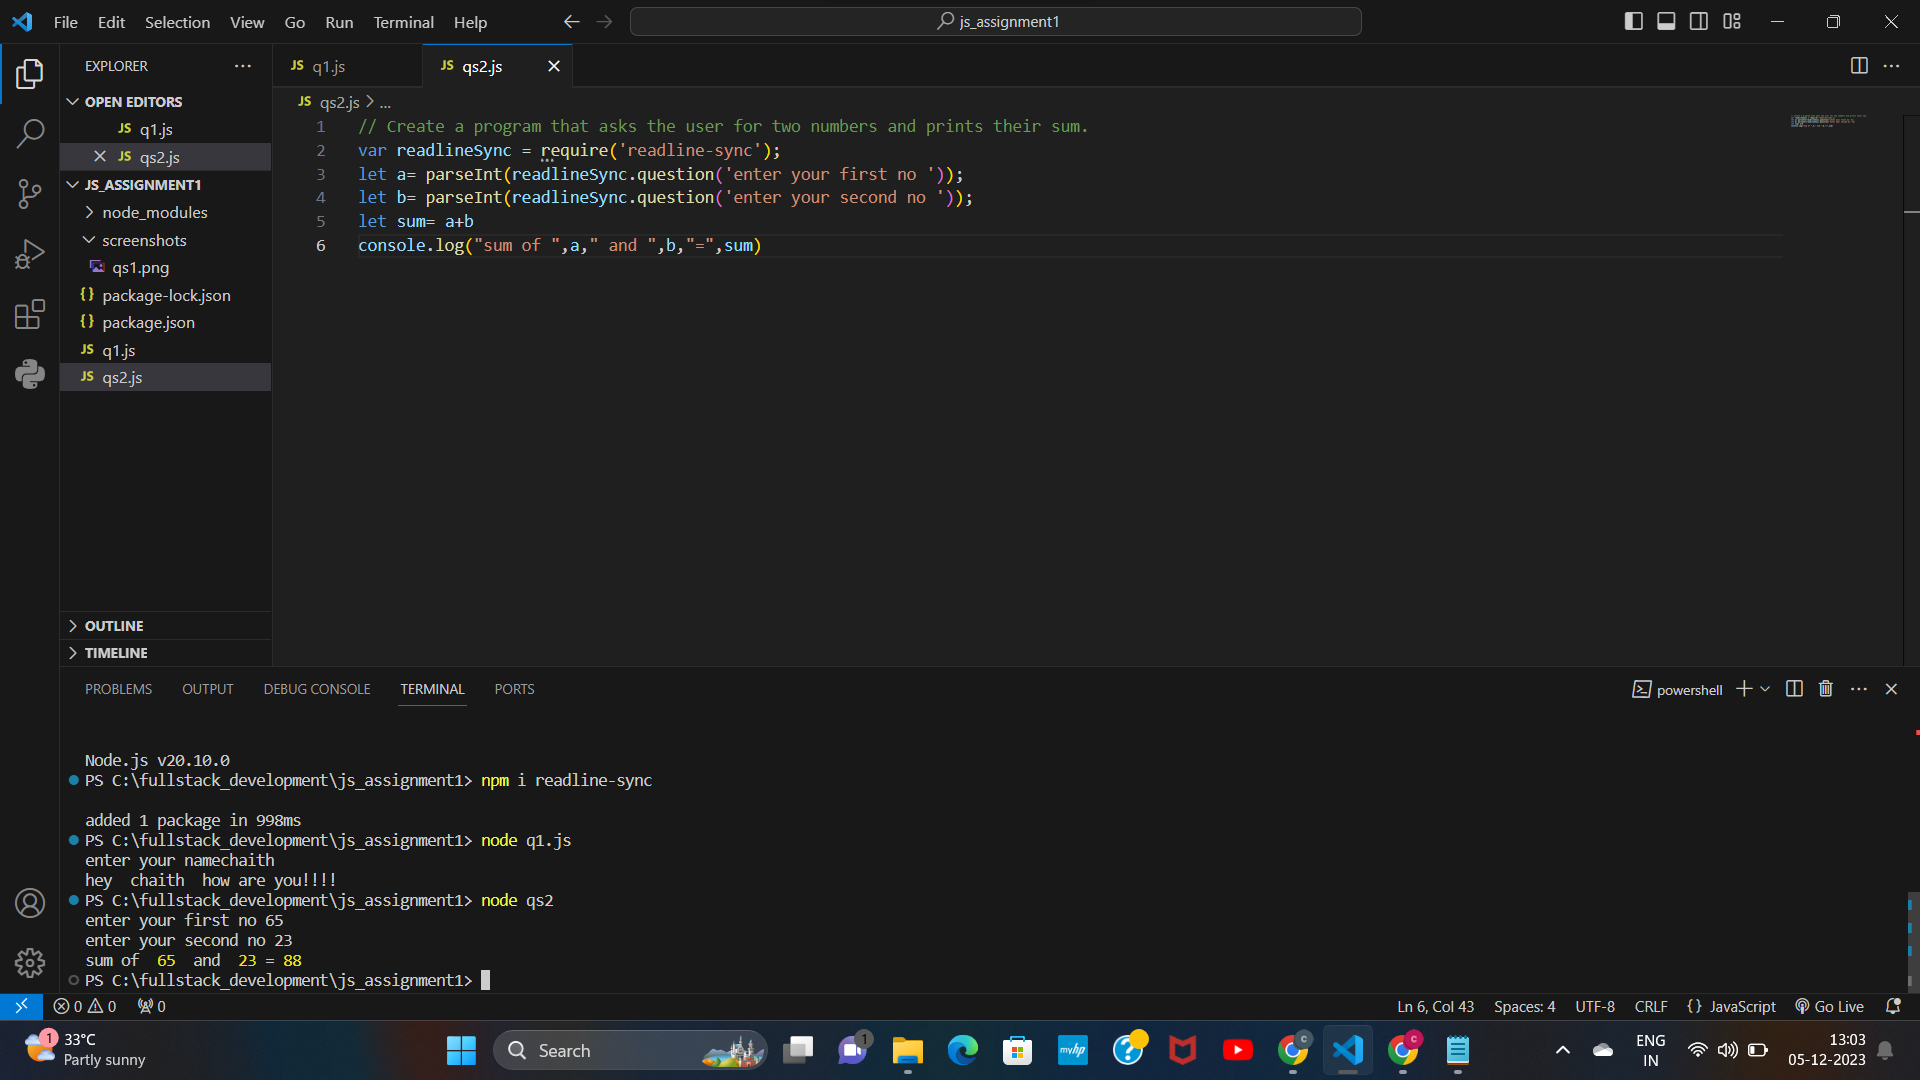 File Edit Selection View Go Run Terminal Help
js_assignment1
EXPLORER
OPEN EDITORS
JS q1.js
JS qs2.js
JS_ASSIGNMENT1
node_modules
screenshots
qs1.png
{} package-lock.json
{} package.json
JS q1.js
JS qs2.js
OUTLINE
TIMELINE
JS q1.js
JS qs2.js
JS qs2.js > ...
1 // Create a program that asks the user for two numbers and prints their sum.
2 var readlineSync = require('readline-sync');
3 let a= parseInt(readlineSync.question('enter your first no '));
4 let b= parseInt(readlineSync.question('enter your second no '));
5 let sum= a+b
6 console.log("sum of ",a," and ",b,"=",sum)
PROBLEMS OUTPUT DEBUG CONSOLE TERMINAL PORTS
powershell
Node.js v20.10.0
PS C:\fullstack_development\js_assignment1> npm i readline-sync
added 1 package in 998ms
PS C:\fullstack_development\js_assignment1> node q1.js
enter your namechaith
hey  chaith  how are you!!!!
PS C:\fullstack_development\js_assignment1> node qs2
enter your first no 65
enter your second no 23
sum of  65  and  23 = 88
PS C:\fullstack_development\js_assignment1>
0 0 0
Ln 6, Col 43 Spaces: 4 UTF-8 CRLF {} JavaScript Go Live
1
33°C
Partly sunny
Search
1
myhp
?
C
C
ENG
IN
13:03
05-12-2023